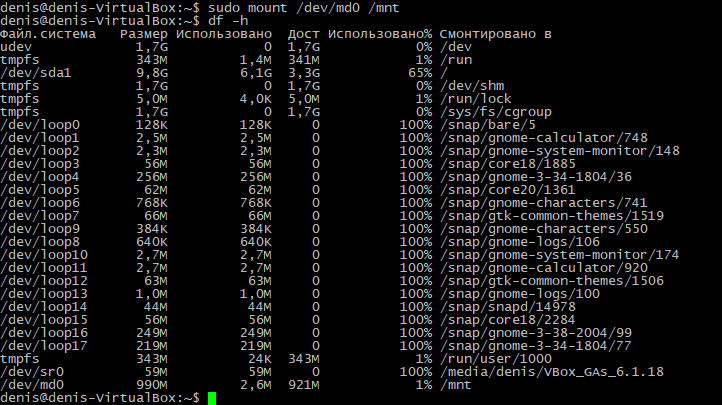 denis@denis-VirtualBox:~$ sudo mount /dev/md0 /mnt
denis@denis-VirtualBox:~$ df -h
Файл.система Размер Использовано Дост Использовано% Смонтировано в
udev 1,7G 0 1,7G 0% /dev
tmpfs 343M 1,4M 341M 1% /run
/dev/sda1 9,8G 6,1G 3,3G 65% /
tmpfs 1,7G 0 1,7G 0% /dev/shm
tmpfs 5,0M 4,0K 5,0M 1% /run/lock
tmpfs 1,7G 0 1,7G 0% /sys/fs/cgroup
/dev/loop0 128K 128K 0 100% /snap/bare/5
/dev/loop1 2,5M 2,5M 0 100% /snap/gnome-calculator/748
/dev/loop2 2,3M 2,3M 0 100% /snap/gnome-system-monitor/148
/dev/loop3 56M 56M 0 100% /snap/core18/1885
/dev/loop4 256M 256M 0 100% /snap/gnome-3-34-1804/36
/dev/loop5 62M 62M 0 100% /snap/core20/1361
/dev/loop6 768K 768K 0 100% /snap/gnome-characters/741
/dev/loop7 66M 66M 0 100% /snap/gtk-common-themes/1519
/dev/loop9 384K 384K 0 100% /snap/gnome-characters/550
/dev/loop8 640K 640K 0 100% /snap/gnome-logs/106
/dev/loop10 2,7M 2,7M 0 100% /snap/gnome-system-monitor/174
/dev/loop11 2,7M 2,7M 0 100% /snap/gnome-calculator/920
/dev/loop12 63M 63M 0 100% /snap/gtk-common-themes/1506
/dev/loop13 1,0M 1,0M 0 100% /snap/gnome-logs/100
/dev/loop14 44M 44M 0 100% /snap/snapd/14978
/dev/loop15 56M 56M 0 100% /snap/core18/2284
/dev/loop16 249M 249M 0 100% /snap/gnome-3-38-2004/99
/dev/loop17 219M 219M 0 100% /snap/gnome-3-34-1804/77
tmpfs 343M 24K 343M 1% /run/user/1000
/dev/sr0 59M 59M 0 100% /media/denis/VBox_GAs_6.1.18
/dev/md0 990M 2,6M 921M 1% /mnt
denis@denis-VirtualBox:~$